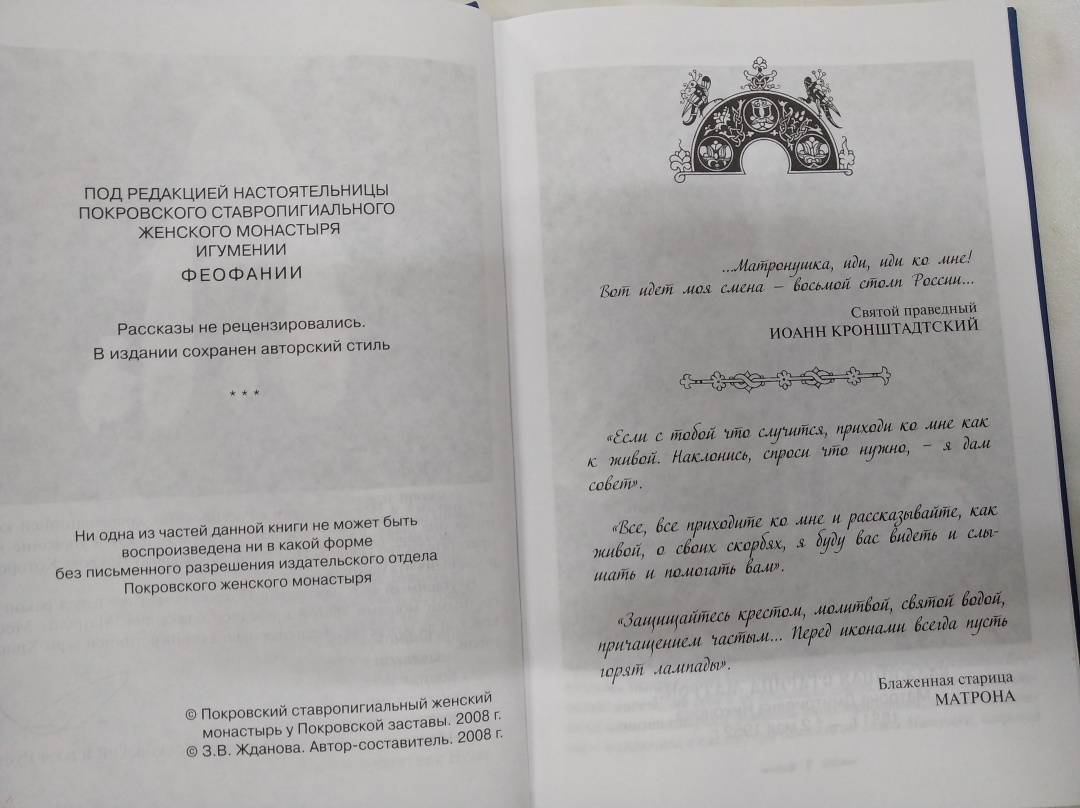 ПОД РЕДАКЦИЕЙ НАСТОЯТЕЛЬНИЦЫ
ПОКРОВСКОГО СТАВРОПИГИАЛЬНОГО
ЖЕНСКОГО МОНАСТЫРЯ
ИГУМЕНИИ
ФЕОФАНИИ
Рассказы не рецензировались.
В издании сохранен авторский стиль
* * *
Ни одна из частей данной книги не может быть
воспроизведена ни в какой форме
без письменного разрешения издательского отдела
Покровского женского монастыря
© Покровский ставропигиальный женский
монастырь у Покровской заставы. 2008 г.
© З.В. Жданова. Автор-составитель. 2008 г.
...Матронушка, иди, иди ко мне!
Вот идет моя смена – восьмой столп России...
Святой праведный
ИОАНН КРОНШТАДТСКИЙ
«Если с тобой что случится, приходи ко мне как
к живой. Наклонись, спроси что нужно, – я дам
совет».
«Все, все приходите ко мне и рассказывайте, как
живой, о своих скорбях, я буду вас видеть и слы-
шать и помогать вам».
«Защищайтесь крестом, молитвой, святой водой,
причащением частым... Перед иконами всегда пусть
горят лампады».
Блаженная старица
МАТРОНА